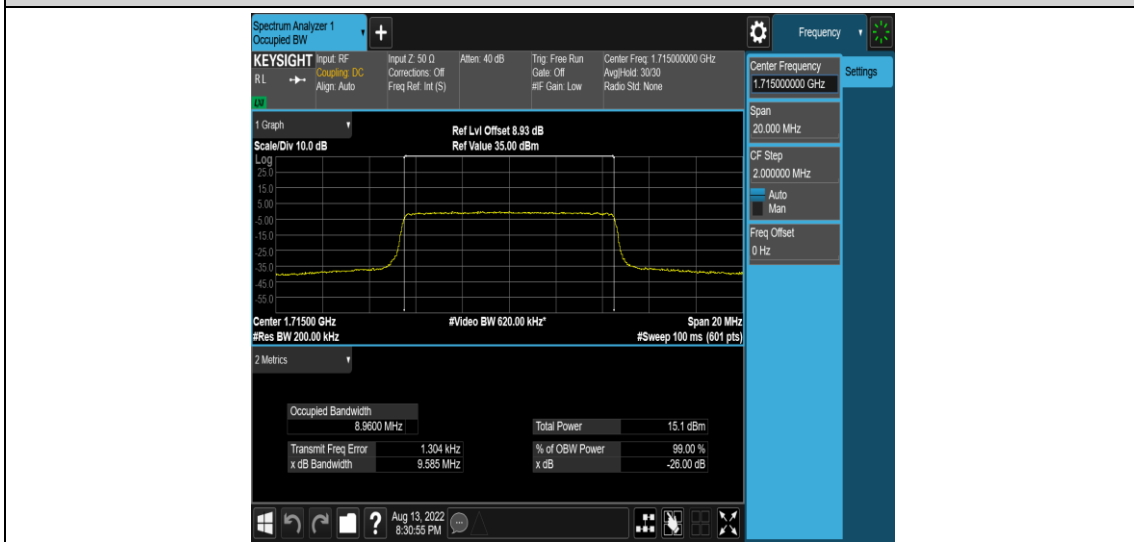 Spectrum Analyzer 1
Occupied BW
+
Frequency
KEYSIGHT
RL
Input: RF
Coupling: DC
Align: Auto
Input Z: 50 Ω
Corrections: Off
Freq Ref: Int (S)
Atten: 40 dB
Trig: Free Run
Gate: Off
#IF Gain: Low
Center Freq: 1.715000000 GHz
Avg|Hold: 30/30
Radio Std: None
Center Frequency
1.715000000 GHz
Settings
Span
20.000 MHz
CF Step
2.000000 MHz
Auto
Man
Freq Offset
0 Hz
1 Graph
Scale/Div 10.0 dB
Ref Lvl Offset 8.93 dB
Ref Value 35.00 dBm
Log
25.0
15.0
5.00
-5.00
-15.0
-25.0
-35.0
-45.0
-55.0
Center 1.71500 GHz
#Video BW 620.00 kHz*
Span 20 MHz
#Res BW 200.00 kHz
#Sweep 100 ms (601 pts)
2 Metrics
Occupied Bandwidth
8.9600 MHz
Total Power 15.1 dBm
Transmit Freq Error 1.304 kHz
% of OBW Power 99.00 %
x dB Bandwidth 9.585 MHz
x dB -26.00 dB
?
Aug 13, 2022
8:30:55 PM